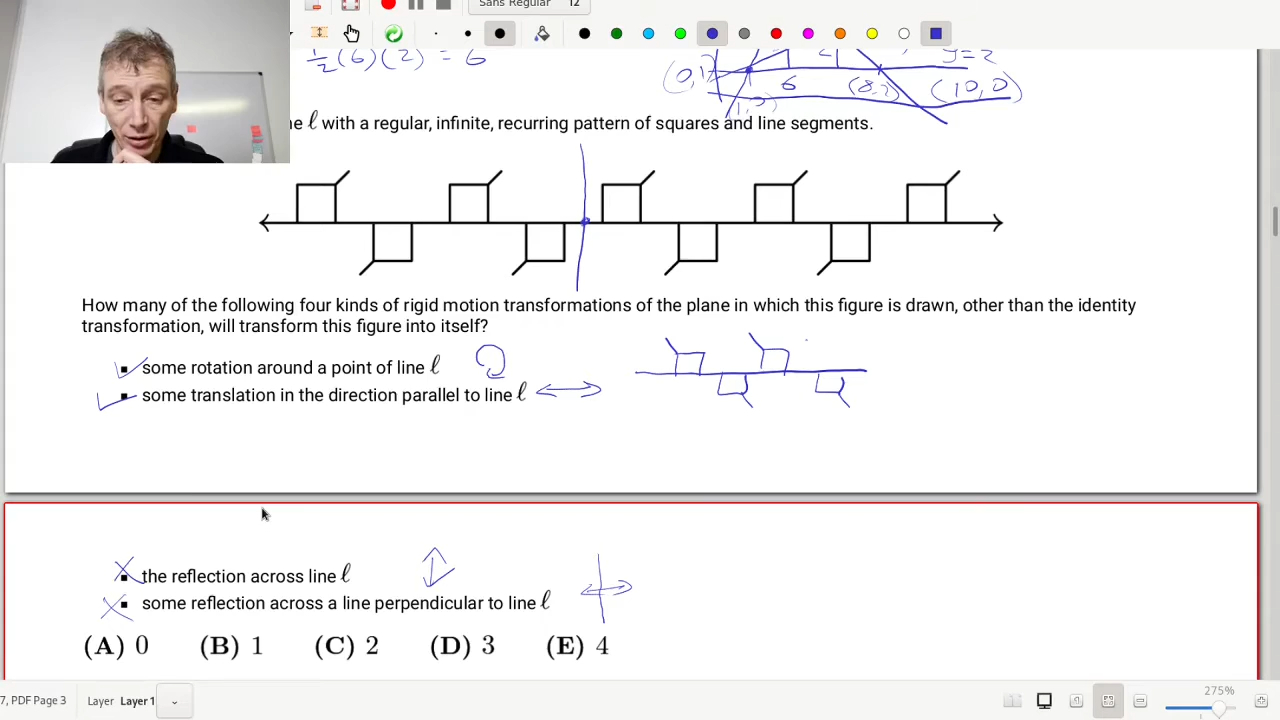 Sans Regular 12
1/2 (6)(2) = 6
(0,1) 6 (8,2) (10,0) y=2
ne ℓ with a regular, infinite, recurring pattern of squares and line segments.
How many of the following four kinds of rigid motion transformations of the plane in which this figure is drawn, other than the identity
transformation, will transform this figure into itself?
▪ some rotation around a point of line ℓ
▪ some translation in the direction parallel to line ℓ
▪ the reflection across line ℓ
▪ some reflection across a line perpendicular to line ℓ
(A) 0 (B) 1 (C) 2 (D) 3 (E) 4
7, PDF Page 3 Layer Layer 1 275%